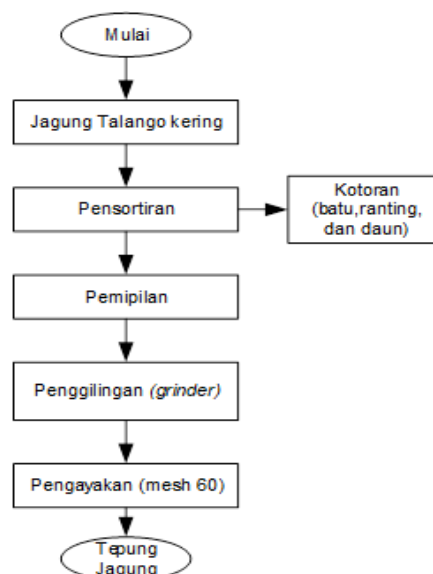 Mulai
Jagung Talango kering
Pensortiran
Kotoran
(batu,ranting,
dan daun)
Pemipilan
Penggilingan (grinder)
Pengayakan (mesh 60)
Tepung
Jagung